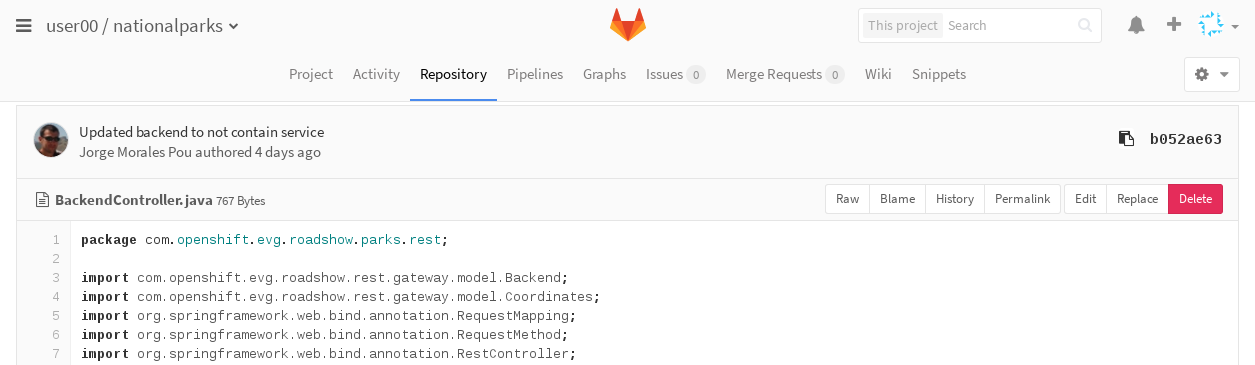 user00 / nationalparks
This project Search
Project Activity Repository Pipelines Graphs Issues 0 Merge Requests 0 Wiki Snippets
Updated backend to not contain service
Jorge Morales Pou authored 4 days ago
b052ae63
BackendController.java 767 Bytes
Raw Blame History Permalink Edit Replace Delete
1 package com.openshift.evg.roadshow.parks.rest;
2
3 import com.openshift.evg.roadshow.rest.gateway.model.Backend;
4 import com.openshift.evg.roadshow.rest.gateway.model.Coordinates;
5 import org.springframework.web.bind.annotation.RequestMapping;
6 import org.springframework.web.bind.annotation.RequestMethod;
7 import org.springframework.web.bind.annotation.RestController;